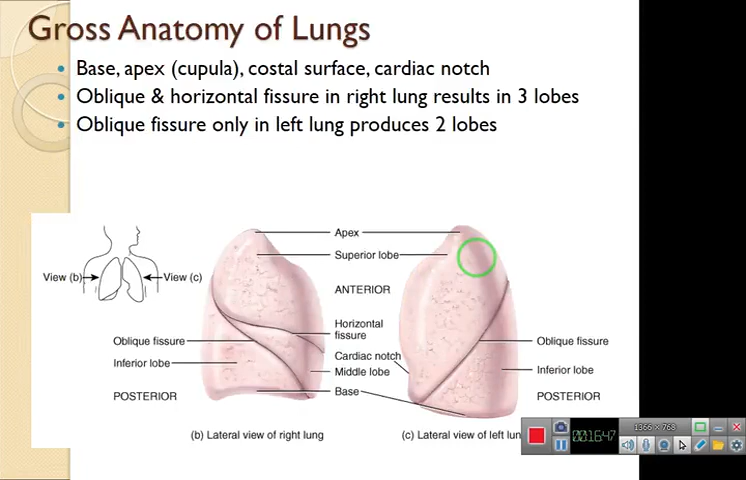 Gross Anatomy of Lungs
• Base, apex (cupula), costal surface, cardiac notch
• Oblique & horizontal fissure in right lung results in 3 lobes
• Oblique fissure only in left lung produces 2 lobes
Apex
Superior lobe
View (b)
View (c)
ANTERIOR
Horizontal
fissure
Oblique fissure
Oblique fissure
Cardiac notch
Inferior lobe
Middle lobe
Inferior lobe
Base
POSTERIOR
POSTERIOR
(b) Lateral view of right lung
(c) Lateral view of left lun
1366 × 768
00:16:47